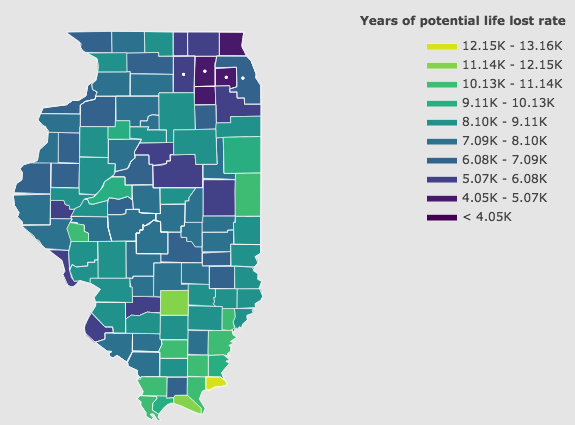 Years of potential life lost rate
12.15K - 13.16K
11.14K - 12.15K
10.13K - 11.14K
9.11K - 10.13K
8.10K - 9.11K
7.09K - 8.10K
6.08K - 7.09K
5.07K - 6.08K
4.05K - 5.07K
< 4.05K